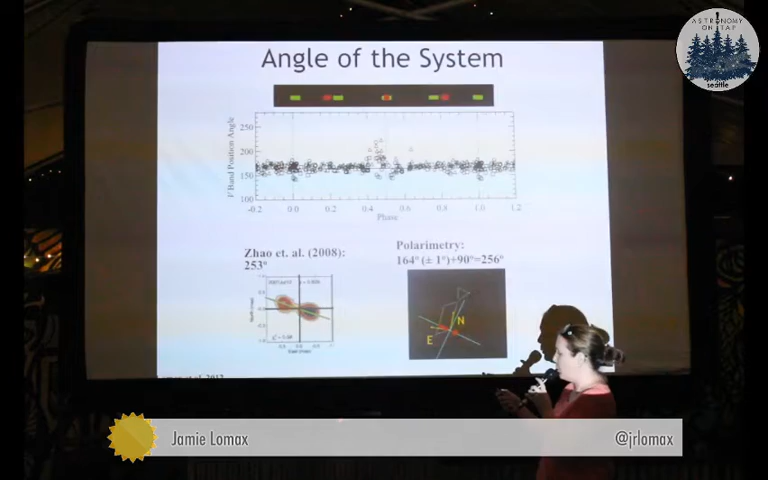 ASTRONOMY
ON TAP
seattle
Angle of the System
V Band Position Angle
250
200
150
100
-0.2 0.0 0.2 0.4 0.6 0.8 1.0 1.2
Phase
Zhao et. al. (2008):
253°
Polarimetry:
164° (± 1°)+90°=256°
N
E
Jamie Lomax
@jrlomax